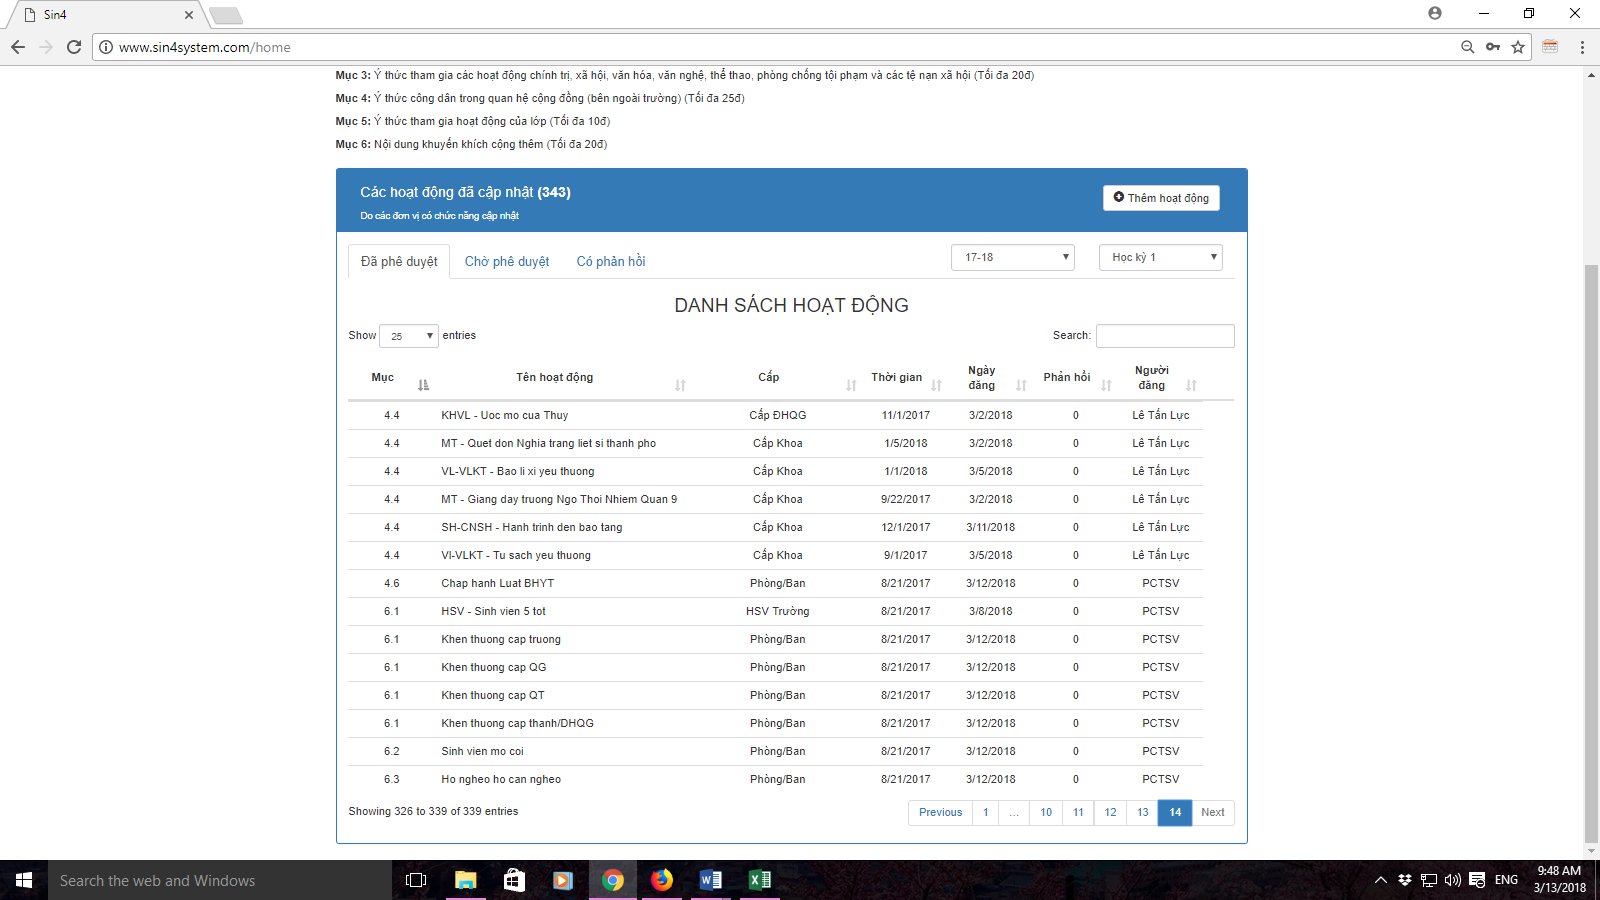 Sin4
www.sin4system.com/home
Mục 3: Ý thức tham gia các hoạt động chính trị, xã hội, văn hóa, văn nghệ, thể thao, phòng chống tội phạm và các tệ nạn xã hội (Tối đa 20đ)
Mục 4: Ý thức công dân trong quan hệ cộng đồng (bên ngoài trường) (Tối đa 25đ)
Mục 5: Ý thức tham gia hoạt động của lớp (Tối đa 10đ)
Mục 6: Nội dung khuyến khích cộng thêm (Tối đa 20đ)
Các hoạt động đã cập nhật (343)
Thêm hoạt động
Do các đơn vị có chức năng cập nhật
Đã phê duyệt Chờ phê duyệt Có phản hồi 17-18 Học kỳ 1
DANH SÁCH HOẠT ĐỘNG
Show 25 entries Search:
Mục Tên hoạt động Cấp Thời gian Ngày đăng Phản hồi Người đăng
4.4 KHVL - Uoc mo cua Thuy Cấp ĐHQG 11/1/2017 3/2/2018 0 Lê Tấn Lực
4.4 MT - Quet don Nghia trang liet si thanh pho Cấp Khoa 1/5/2018 3/2/2018 0 Lê Tấn Lực
4.4 VL-VLKT - Bao li xi yeu thuong Cấp Khoa 1/1/2018 3/5/2018 0 Lê Tấn Lực
4.4 MT - Giang day truong Ngo Thoi Nhiem Quan 9 Cấp Khoa 9/22/2017 3/2/2018 0 Lê Tấn Lực
4.4 SH-CNSH - Hanh trinh den bao tang Cấp Khoa 12/1/2017 3/11/2018 0 Lê Tấn Lực
4.4 Vl-VLKT - Tu sach yeu thuong Cấp Khoa 9/1/2017 3/5/2018 0 Lê Tấn Lực
4.6 Chap hanh Luat BHYT Phòng/Ban 8/21/2017 3/12/2018 0 PCTSV
6.1 HSV - Sinh vien 5 tot HSV Trường 8/21/2017 3/8/2018 0 PCTSV
6.1 Khen thuong cap truong Phòng/Ban 8/21/2017 3/12/2018 0 PCTSV
6.1 Khen thuong cap QG Phòng/Ban 8/21/2017 3/12/2018 0 PCTSV
6.1 Khen thuong cap QT Phòng/Ban 8/21/2017 3/12/2018 0 PCTSV
6.1 Khen thuong cap thanh/DHQG Phòng/Ban 8/21/2017 3/12/2018 0 PCTSV
6.2 Sinh vien mo coi Phòng/Ban 8/21/2017 3/12/2018 0 PCTSV
6.3 Ho ngheo ho can ngheo Phòng/Ban 8/21/2017 3/12/2018 0 PCTSV
Showing 326 to 339 of 339 entries Previous 1 ... 10 11 12 13 14 Next
Search the web and Windows
ENG
9:48 AM
3/13/2018